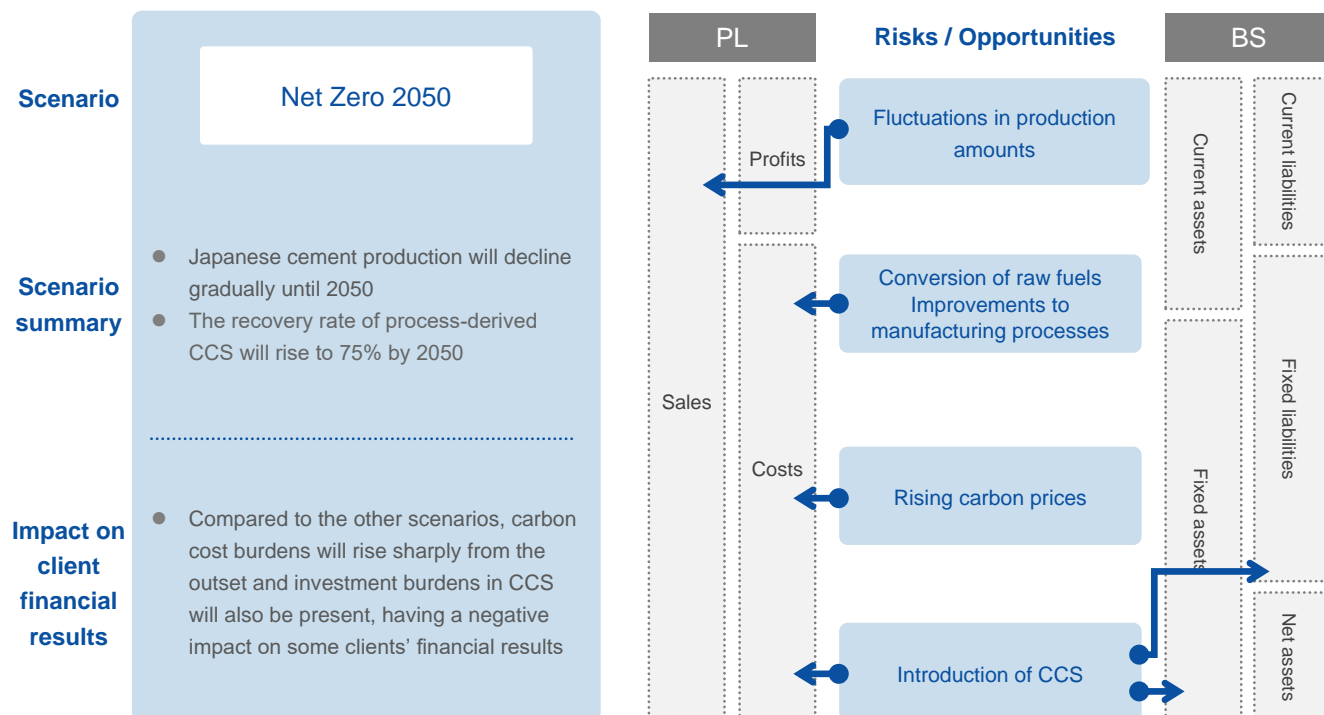 Scenario
Net Zero 2050
Scenario
summary
● Japanese cement production will decline
gradually until 2050
● The recovery rate of process-derived
CCS will rise to 75% by 2050
Impact on
client
financial
results
● Compared to the other scenarios, carbon
cost burdens will rise sharply from the
outset and investment burdens in CCS
will also be present, having a negative
impact on some clients’ financial results
PL
Risks / Opportunities
BS
Sales
Profits
Costs
Fluctuations in production
amounts
Conversion of raw fuels
Improvements to
manufacturing processes
Rising carbon prices
Introduction of CCS
Current assets
Fixed assets
Current liabilities
Fixed liabilities
Net assets